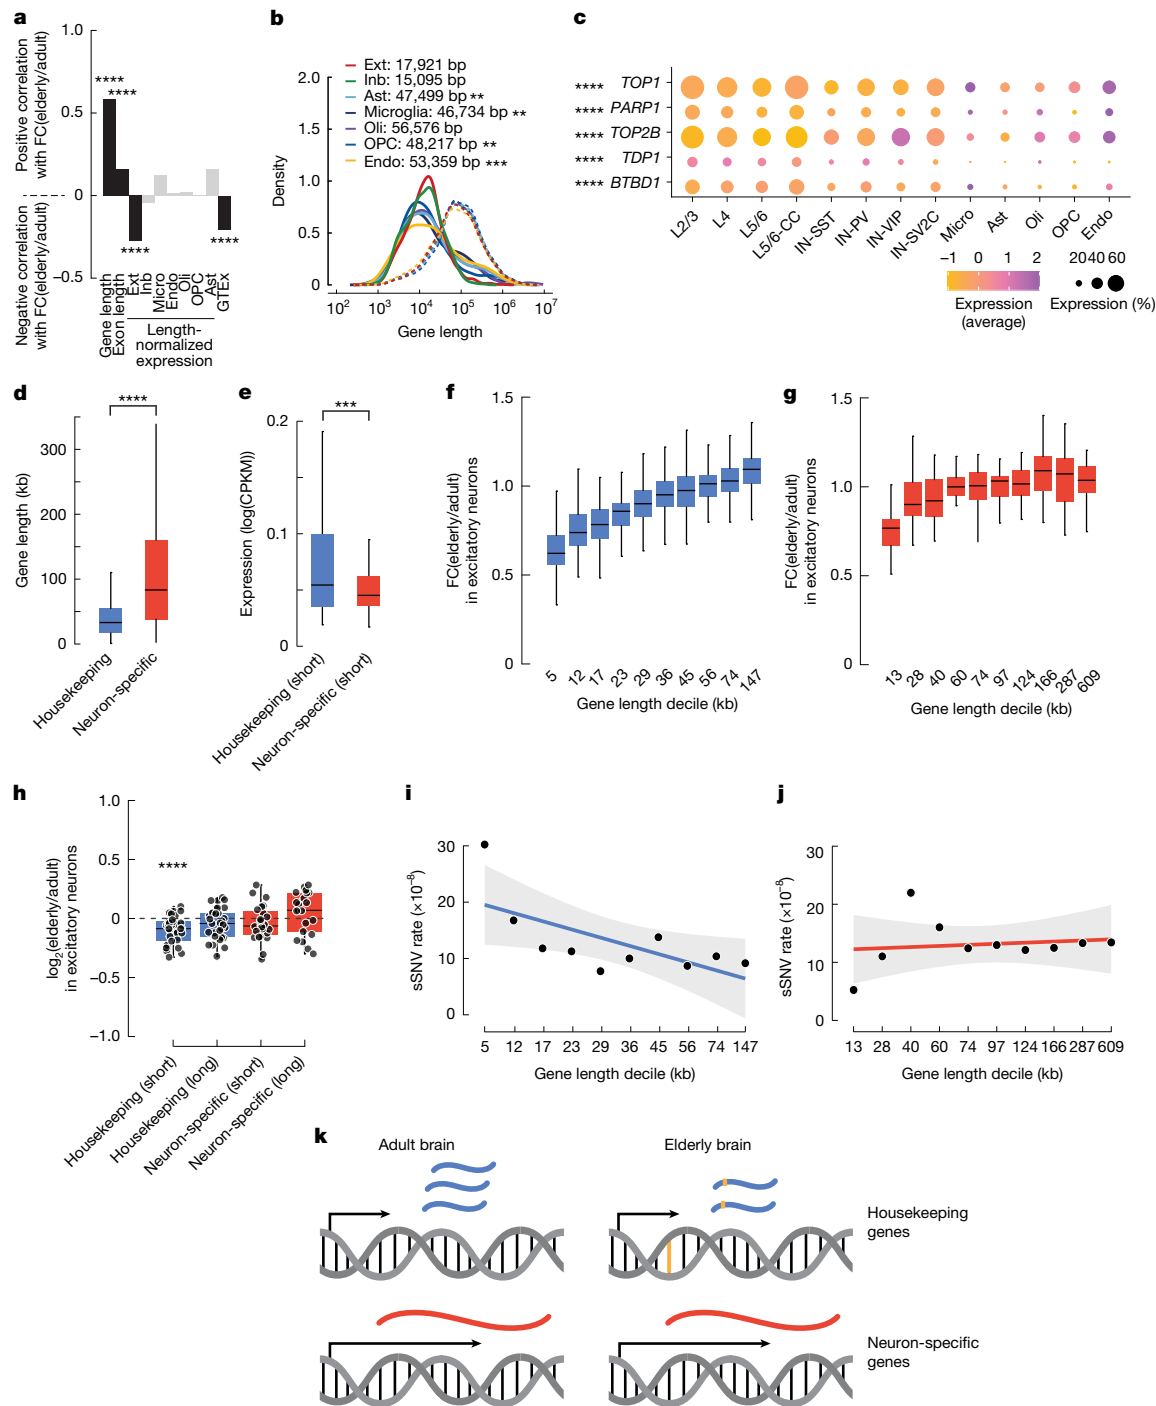 a
Positive correlation
with FC(elderly/adult)
Negative correlation
with FC(elderly/adult)
1.0
0.5
0
−0.5
****
****
****
****
Gene length
Exon length
Ext
Inb
Micro
Endo
Oli
OPC
Ast
GTEx
Length-
normalized
expression
b
Density
2.0
1.5
1.0
0.5
0
Ext: 17,921 bp
Inb: 15,095 bp
Ast: 47,499 bp **
Microglia: 46,734 bp **
Oli: 56,576 bp
OPC: 48,217 bp **
Endo: 53,359 bp ***
10² 10³ 10⁴ 10⁵ 10⁶ 10⁷
Gene length
c
**** TOP1
**** PARP1
**** TOP2B
**** TDP1
**** BTBD1
L2/3
L4
L5/6
L5/6-CC
IN-SST
IN-PV
IN-VIP
IN-SV2C
Micro
Ast
Oli
OPC
Endo
−1 0 1 2
Expression
(average)
20 40 60
Expression (%)
d
Gene length (kb)
300
200
100
0
****
Housekeeping
Neuron-specific
e
Expression (log(CPKM))
0.2
0.1
0
***
Housekeeping (short)
Neuron-specific (short)
f
FC(elderly/adult)
in excitatory neurons
1.5
1.0
0.5
0
5 12 17 23 29 36 45 56 74 147
Gene length decile (kb)
g
FC(elderly/adult)
in excitatory neurons
1.5
1.0
0.5
0
13 28 40 60 74 97 124 166 287 609
Gene length decile (kb)
h
log₂(elderly/adult)
in excitatory neurons
1.0
0.5
0
−0.5
−1.0
****
Housekeeping (short)
Housekeeping (long)
Neuron-specific (short)
Neuron-specific (long)
i
sSNV rate (×10⁻⁸)
30
20
10
0
5 12 17 23 29 36 45 56 74 147
Gene length decile (kb)
j
sSNV rate (×10⁻⁸)
30
20
10
0
13 28 40 60 74 97 124 166 287 609
Gene length decile (kb)
k
Adult brain
Elderly brain
Housekeeping
genes
Neuron-specific
genes